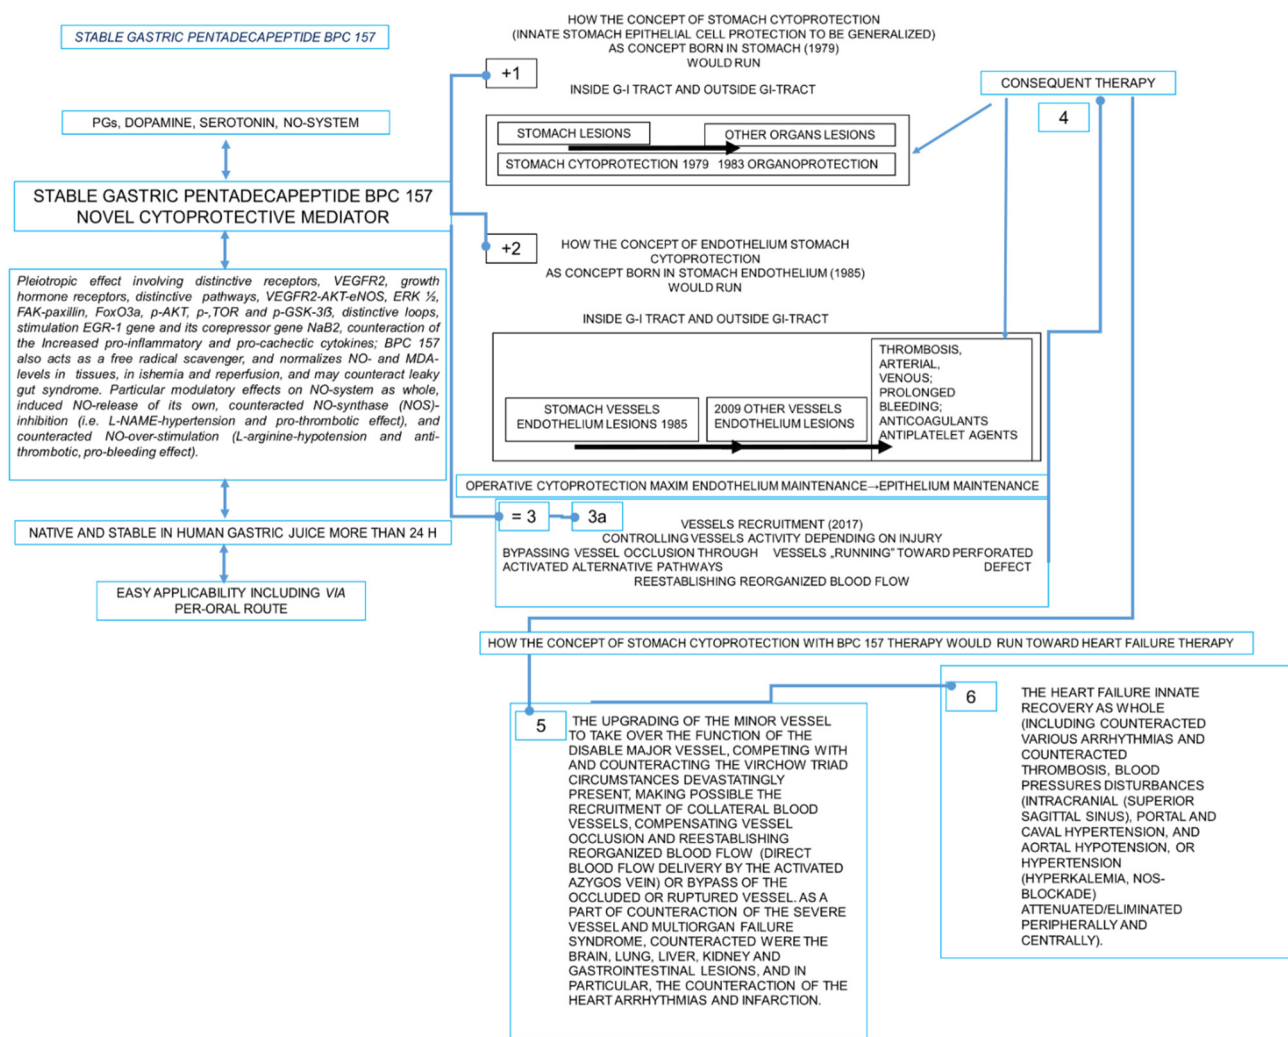 STABLE GASTRIC PENTADECAPEPTIDE BPC 157
PGs, DOPAMINE, SEROTONIN, NO-SYSTEM
STABLE GASTRIC PENTADECAPEPTIDE BPC 157
NOVEL CYTOPROTECTIVE MEDIATOR
Pleiotropic effect involving distinctive receptors, VEGFR2, growth
hormone receptors, distinctive pathways, VEGFR2-AKT-eNOS, ERK ½,
FAK-paxillin, FoxO3a, p-AKT, p-,TOR and p-GSK-3ß, distinctive loops,
stimulation EGR-1 gene and its corepressor gene NaB2, counteraction of
the Increased pro-inflammatory and pro-cachectic cytokines; BPC 157
also acts as a free radical scavenger, and normalizes NO- and MDA-
levels in tissues, in ishemia and reperfusion, and may counteract leaky
gut syndrome. Particular modulatory effects on NO-system as whole,
induced NO-release of its own, counteracted NO-synthase (NOS)-
inhibition (i.e. L-NAME-hypertension and pro-thrombotic effect), and
counteracted NO-over-stimulation (L-arginine-hypotension and anti-
thrombotic, pro-bleeding effect).
NATIVE AND STABLE IN HUMAN GASTRIC JUICE MORE THAN 24 H
EASY APPLICABILITY INCLUDING VIA
PER-ORAL ROUTE
HOW THE CONCEPT OF STOMACH CYTOPROTECTION
(INNATE STOMACH EPITHELIAL CELL PROTECTION TO BE GENERALIZED)
AS CONCEPT BORN IN STOMACH (1979)
WOULD RUN
+1
INSIDE G-I TRACT AND OUTSIDE GI-TRACT
STOMACH LESIONS
OTHER ORGANS LESIONS
STOMACH CYTOPROTECTION 1979 1983 ORGANOPROTECTION
CONSEQUENT THERAPY
4
+2
HOW THE CONCEPT OF ENDOTHELIUM STOMACH
CYTOPROTECTION
AS CONCEPT BORN IN STOMACH ENDOTHELIUM (1985)
WOULD RUN
INSIDE G-I TRACT AND OUTSIDE GI-TRACT
STOMACH VESSELS
ENDOTHELIUM LESIONS 1985
2009 OTHER VESSELS
ENDOTHELIUM LESIONS
THROMBOSIS,
ARTERIAL,
VENOUS;
PROLONGED
BLEEDING;
ANTICOAGULANTS
ANTIPLATELET AGENTS
OPERATIVE CYTOPROTECTION MAXIM ENDOTHELIUM MAINTENANCE→EPITHELIUM MAINTENANCE
= 3
3a
VESSELS RECRUITMENT (2017)
CONTROLLING VESSELS ACTIVITY DEPENDING ON INJURY
BYPASSING VESSEL OCCLUSION THROUGH VESSELS „RUNNING" TOWARD PERFORATED
ACTIVATED ALTERNATIVE PATHWAYS DEFECT
REESTABLISHING REORGANIZED BLOOD FLOW
HOW THE CONCEPT OF STOMACH CYTOPROTECTION WITH BPC 157 THERAPY WOULD RUN TOWARD HEART FAILURE THERAPY
5
THE UPGRADING OF THE MINOR VESSEL
TO TAKE OVER THE FUNCTION OF THE
DISABLE MAJOR VESSEL, COMPETING WITH
AND COUNTERACTING THE VIRCHOW TRIAD
CIRCUMSTANCES DEVASTATINGLY
PRESENT, MAKING POSSIBLE THE
RECRUITMENT OF COLLATERAL BLOOD
VESSELS, COMPENSATING VESSEL
OCCLUSION AND REESTABLISHING
REORGANIZED BLOOD FLOW (DIRECT
BLOOD FLOW DELIVERY BY THE ACTIVATED
AZYGOS VEIN) OR BYPASS OF THE
OCCLUDED OR RUPTURED VESSEL. AS A
PART OF COUNTERACTION OF THE SEVERE
VESSEL AND MULTIORGAN FAILURE
SYNDROME, COUNTERACTED WERE THE
BRAIN, LUNG, LIVER, KIDNEY AND
GASTROINTESTINAL LESIONS, AND IN
PARTICULAR, THE COUNTERACTION OF THE
HEART ARRHYTHMIAS AND INFARCTION.
6
THE HEART FAILURE INNATE
RECOVERY AS WHOLE
(INCLUDING COUNTERACTED
VARIOUS ARRHYTHMIAS AND
COUNTERACTED
THROMBOSIS, BLOOD
PRESSURES DISTURBANCES
(INTRACRANIAL (SUPERIOR
SAGITTAL SINUS), PORTAL AND
CAVAL HYPERTENSION, AND
AORTAL HYPOTENSION, OR
HYPERTENSION
(HYPERKALEMIA, NOS-
BLOCKADE)
ATTENUATED/ELIMINATED
PERIPHERALLY AND
CENTRALLY).